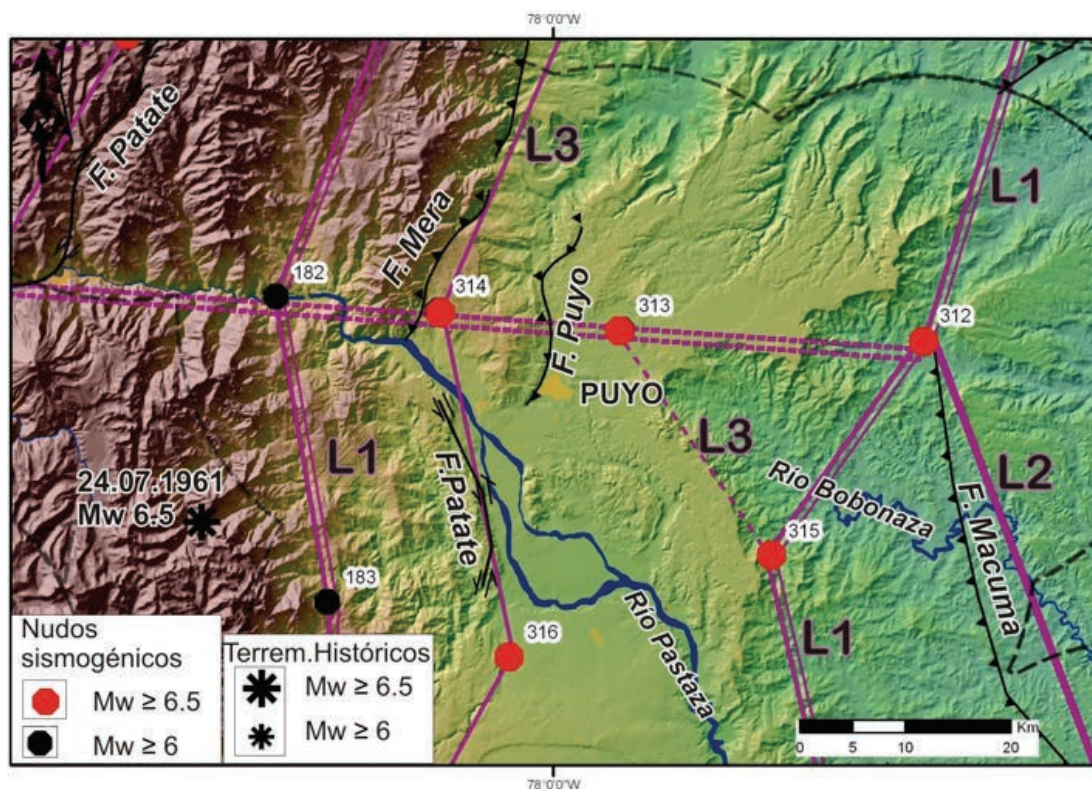 78°0'0"W
F. Patate
L3
L1
F. Mera
182
314
F. Puyo
313
312
PUYO
L3
L1
24.07.1961
Mw 6.5
F.Patate
Río Bobonaza
L2
315
F. Macuma
183
316
Río Pastaza
L1
Nudos
sismogénicos
Mw ≥ 6.5
Mw ≥ 6
Terrem.Históricos
Mw ≥ 6.5
Mw ≥ 6
Km
0 5 10 20
78°0'0"W